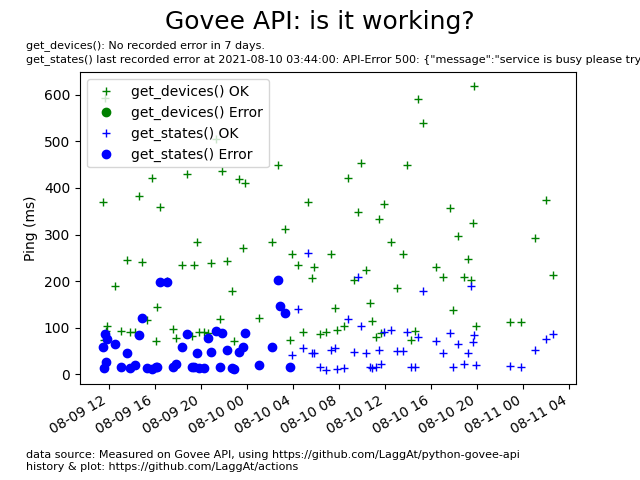 Govee API: is it working?
get_devices(): No recorded error in 7 days.
get_states() last recorded error at 2021-08-10 03:44:00: API-Error 500: {"message":"service is busy please try
600
500
400
300
200
100
0
Ping (ms)
get_devices() OK
get_devices() Error
get_states() OK
get_states() Error
08-09 12
08-09 16
08-09 20
08-10 00
08-10 04
08-10 08
08-10 12
08-10 16
08-10 20
08-11 00
08-11 04
data source: Measured on Govee API, using https://github.com/LaggAt/python-govee-api
history & plot: https://github.com/LaggAt/actions